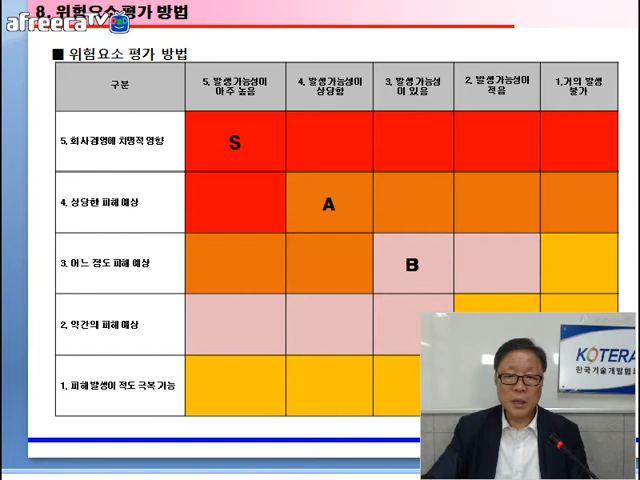 8. 위험요소 평가 방법
afreecaTV
■ 위험요소 평가 방법
구분
5. 발생 가능성이
아주 높음
4. 발생 가능성이
상당함
3. 발생 가능성
이 있음
2. 발생 가능성이
적음
1.거의 발생
불가
5. 회사경영에 치명적 영향
S
4. 상당한 피해 예상
A
3. 어느 정도 피해 예상
B
2. 약간의 피해 예상
1. 피해 발생이 적도 극복 가능
KOTERA
한국기술개발협회